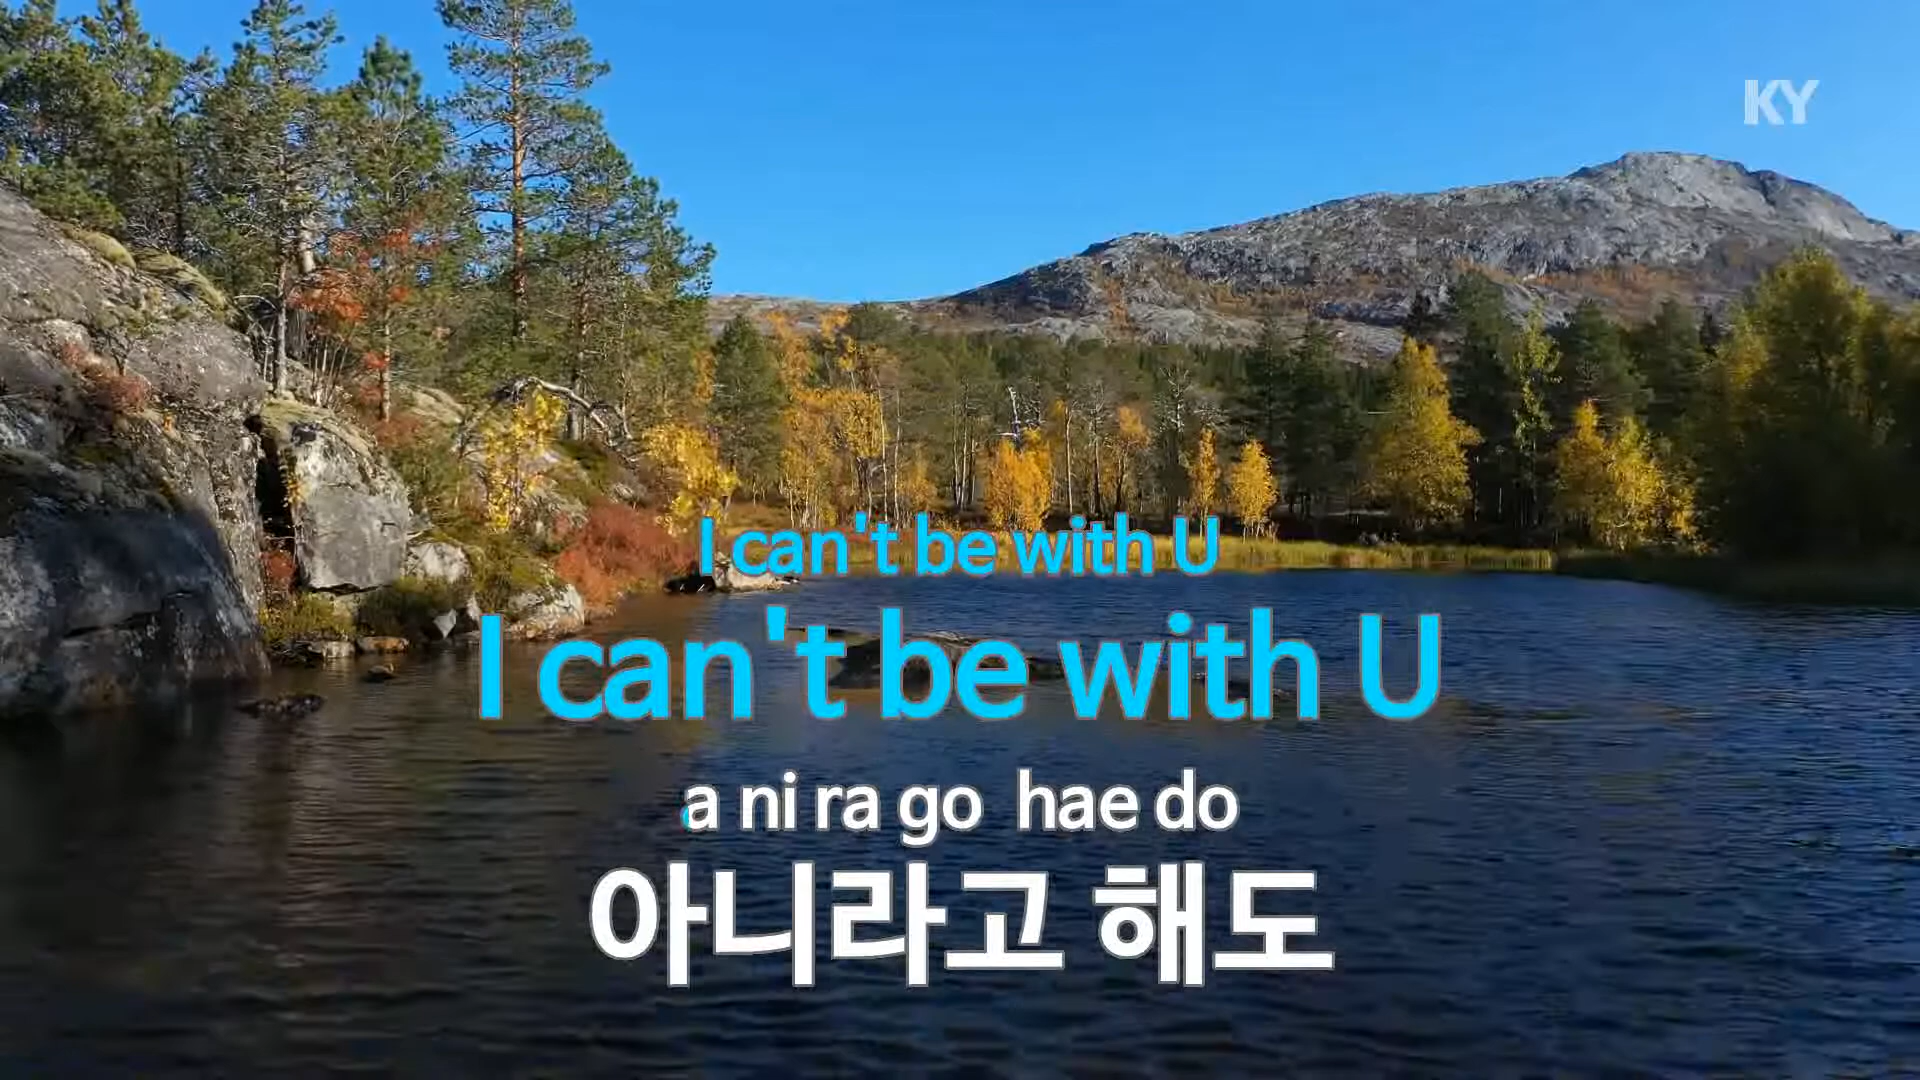 KY
I can't be with U
I can't be with U
a ni ra go hae do
아니라고 해도